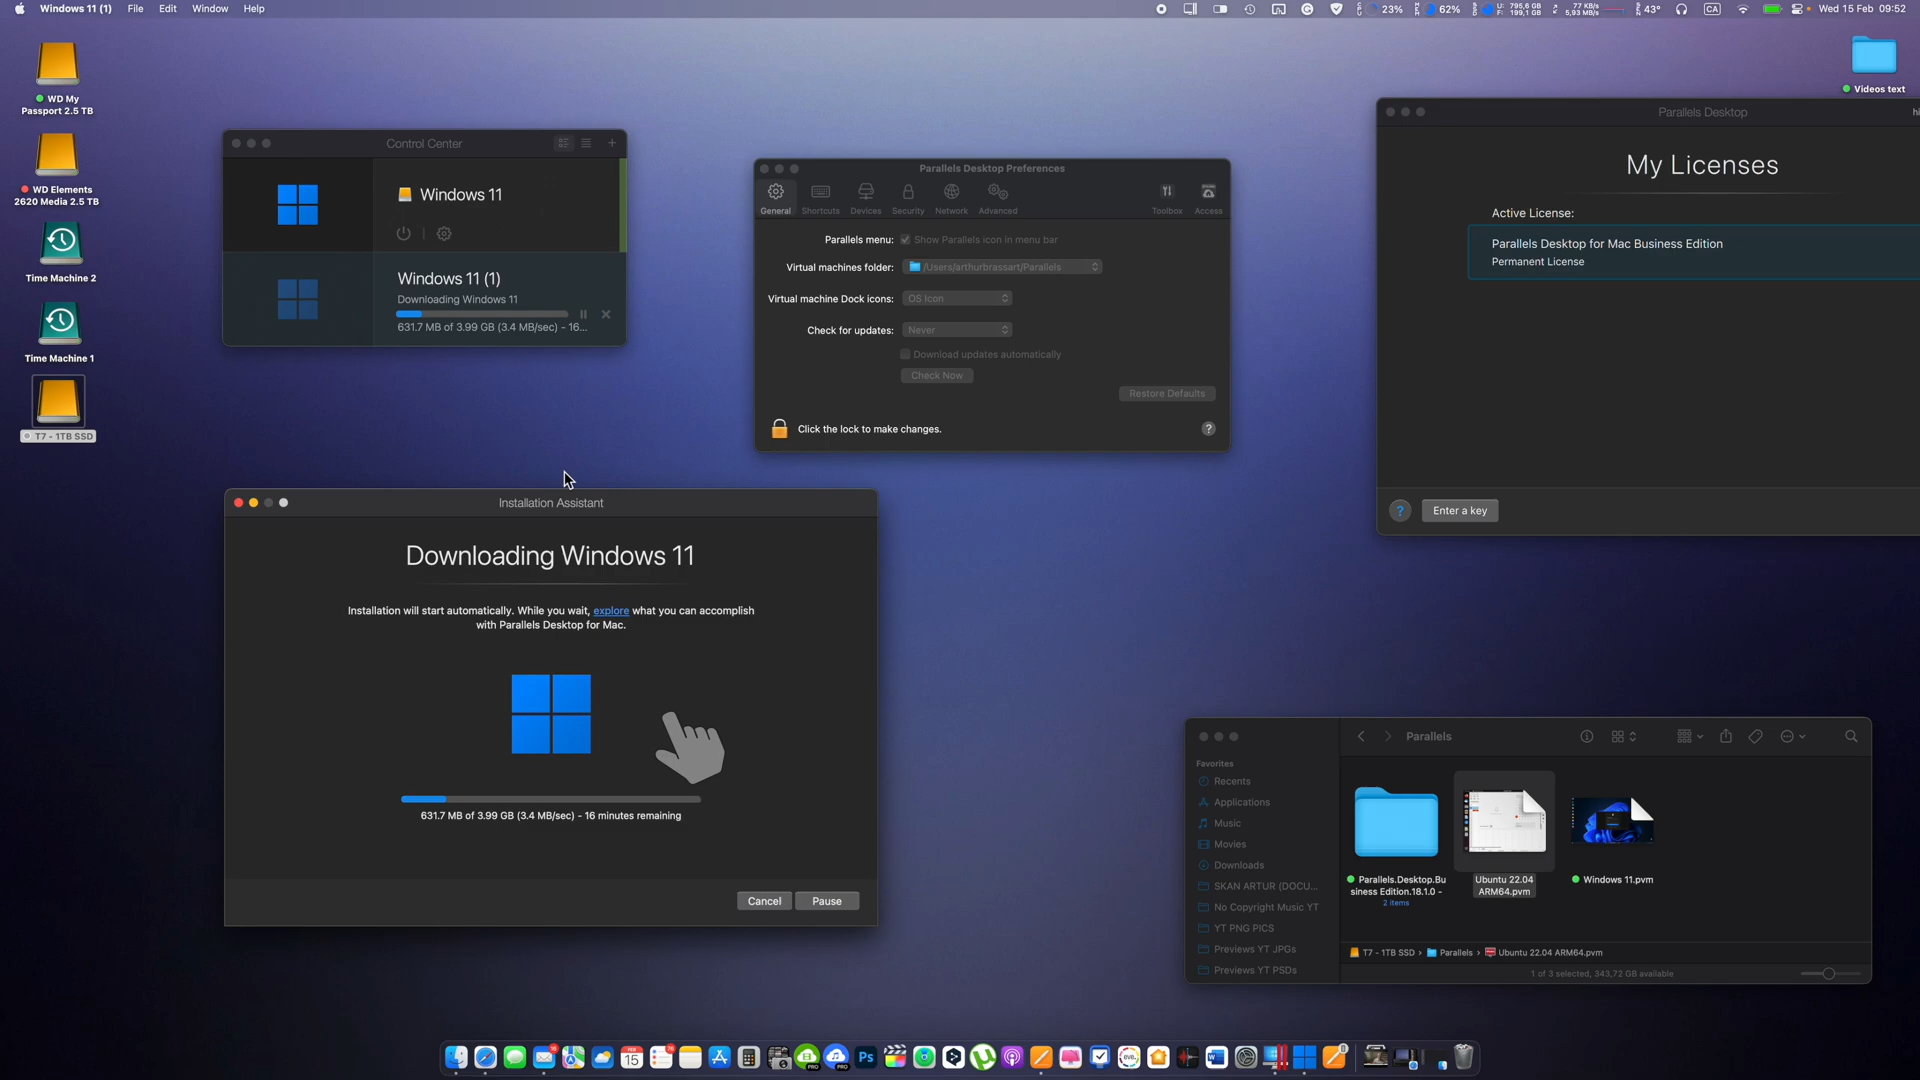 Windows 11 (1) File Edit Window Help
23% 62% U: 795,6 GB F: 199,1 GB 77 KB/s 5,93 MB/s 43° CA Wed 15 Feb 09:52
WD My
Passport 2.5 TB
WD Elements
2620 Media 2.5 TB
Time Machine 2
Time Machine 1
T7 - 1TB SSD
Videos text
Control Center
Windows 11
Windows 11 (1)
Downloading Windows 11
631.7 MB of 3.99 GB (3.4 MB/sec) - 16...
Parallels Desktop Preferences
General Shortcuts Devices Security Network Advanced Toolbox Access
Parallels menu: Show Parallels icon in menu bar
Virtual machines folder: /Users/arthurbrassart/Parallels
Virtual machine Dock icons: OS Icon
Check for updates: Never
Download updates automatically
Check Now
Restore Defaults
Click the lock to make changes.
?
Parallels Desktop
hi
My Licenses
Active License:
Parallels Desktop for Mac Business Edition
Permanent License
? Enter a key
Installation Assistant
Downloading Windows 11
Installation will start automatically. While you wait, explore what you can accomplish
with Parallels Desktop for Mac.
631.7 MB of 3.99 GB (3.4 MB/sec) - 16 minutes remaining
Cancel Pause
Parallels
Favorites
Recents
Applications
Music
Movies
Downloads
SKAN ARTUR (DOCU...
No Copyright Music YT
YT PNG PICS
Previews YT JPGs
Previews YT PSDs
Parallels.Desktop.Bu
siness Edition.18.1.0 -
2 items
Ubuntu 22.04
ARM64.pvm
Windows 11.pvm
T7 - 1TB SSD › Parallels › Ubuntu 22.04 ARM64.pvm
1 of 3 selected, 343,72 GB available
FEB
15
PRO
PRO
Ps
eve
W